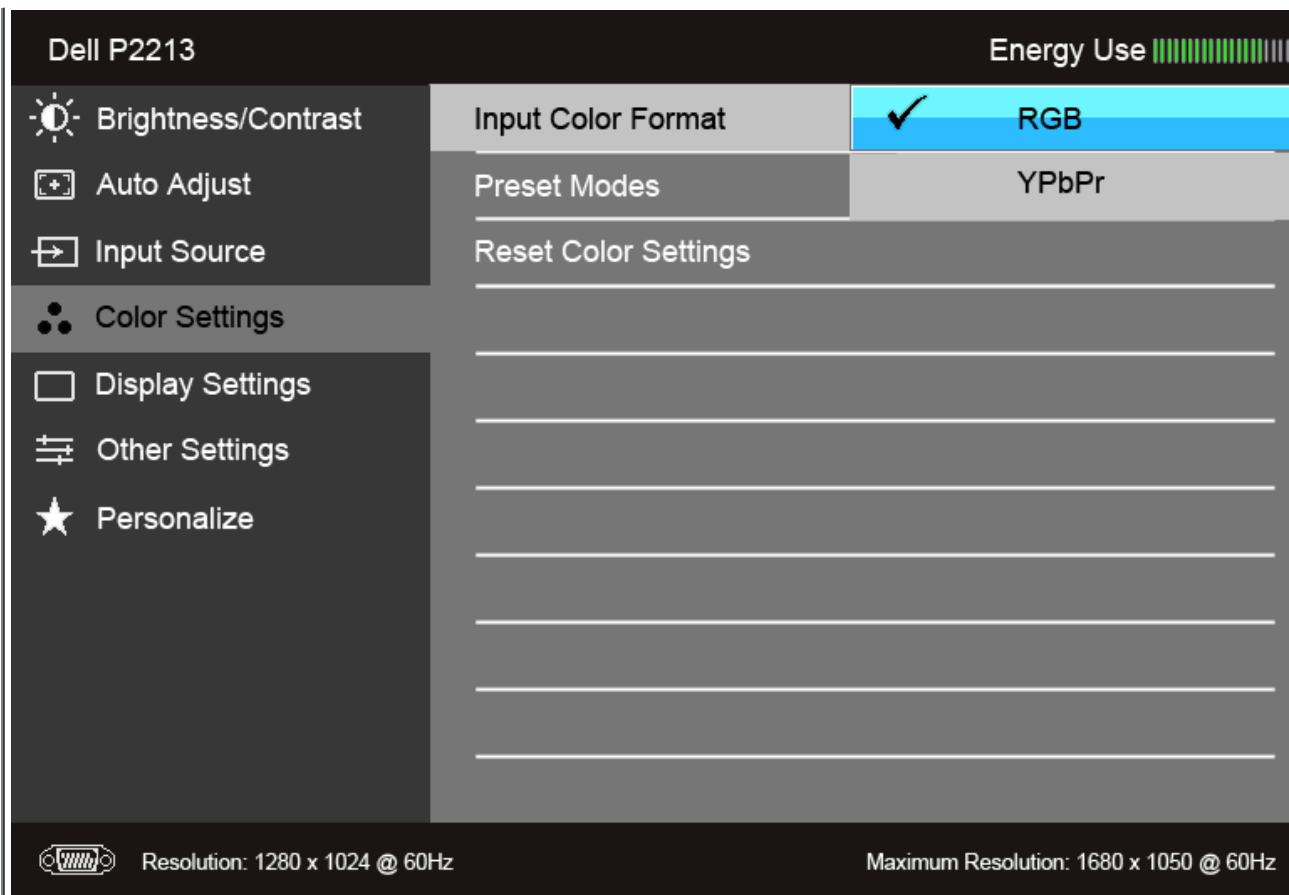 Dell P2213
Energy Use
Brightness/Contrast
Auto Adjust
Input Source
Color Settings
Display Settings
Other Settings
Personalize
Input Color Format
RGB
Preset Modes
YPbPr
Reset Color Settings
Resolution: 1280 x 1024 @ 60Hz
Maximum Resolution: 1680 x 1050 @ 60Hz